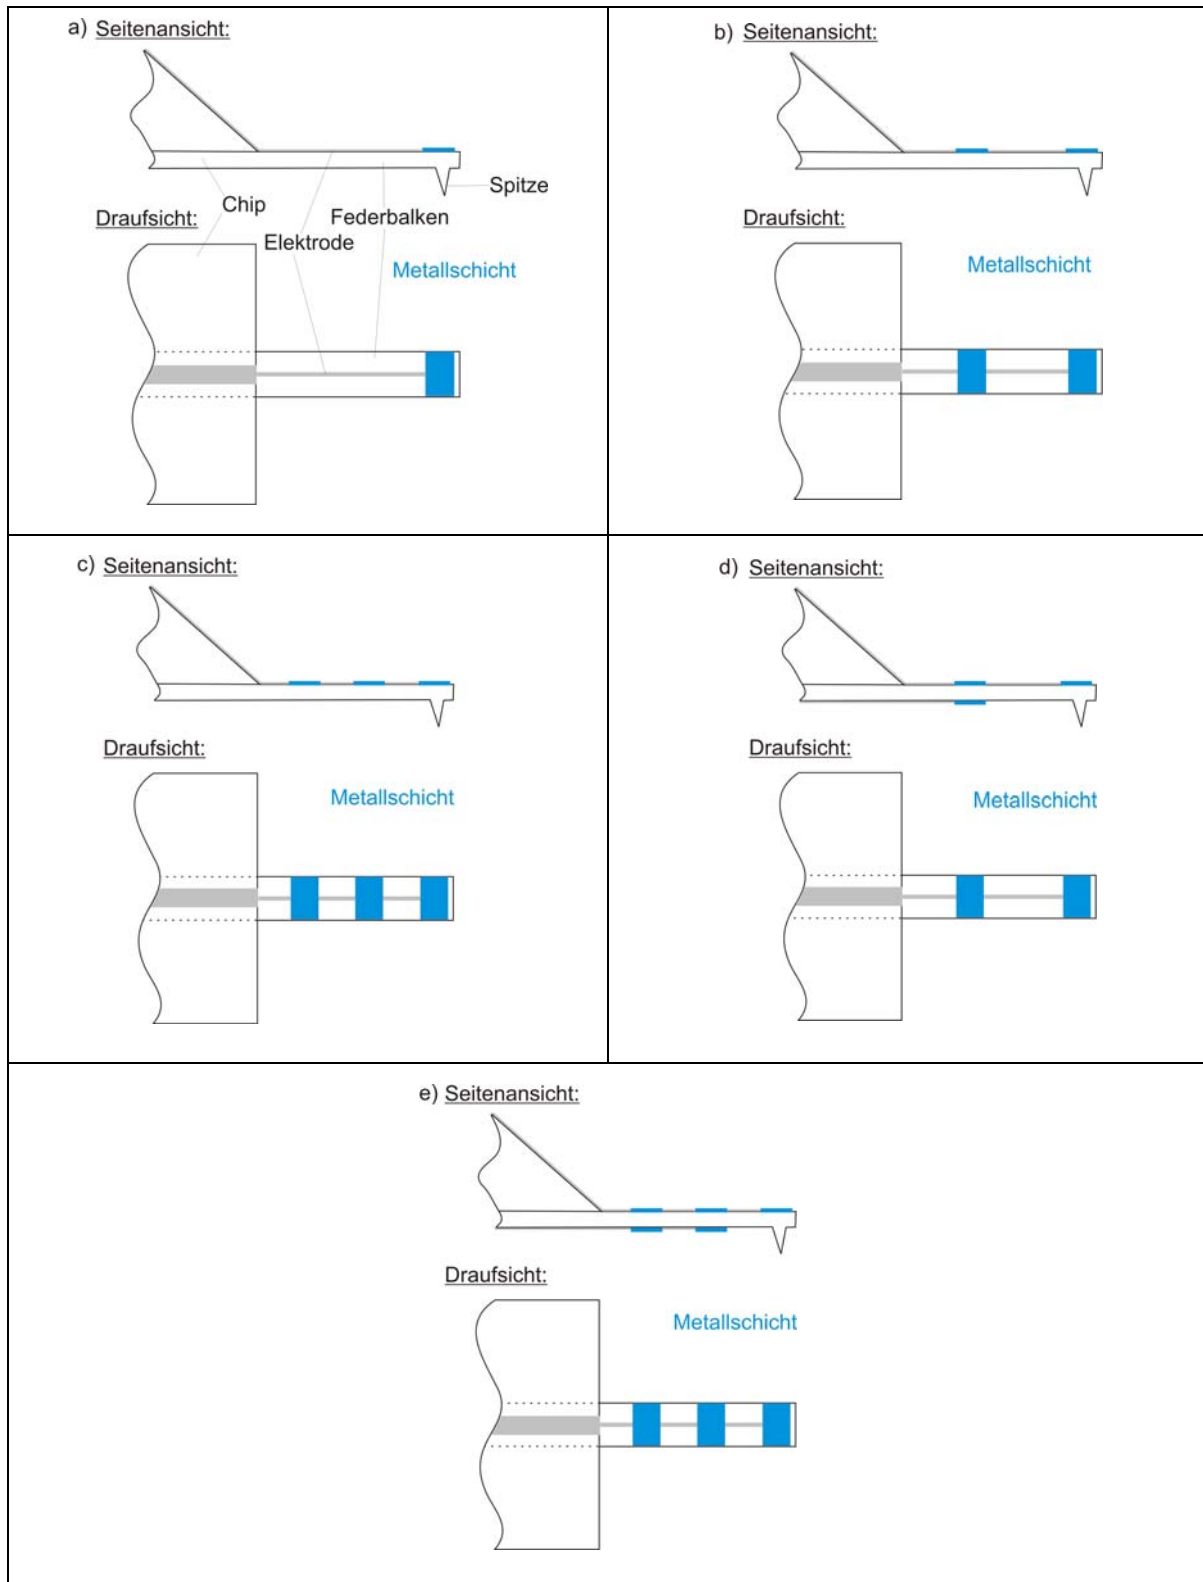 a) Seitenansicht:
Spitze
Chip
Draufsicht:
Federbalken
Elektrode
Metallschicht
b) Seitenansicht:
Draufsicht:
Metallschicht
c) Seitenansicht:
Draufsicht:
Metallschicht
d) Seitenansicht:
Draufsicht:
Metallschicht
e) Seitenansicht:
Draufsicht:
Metallschicht